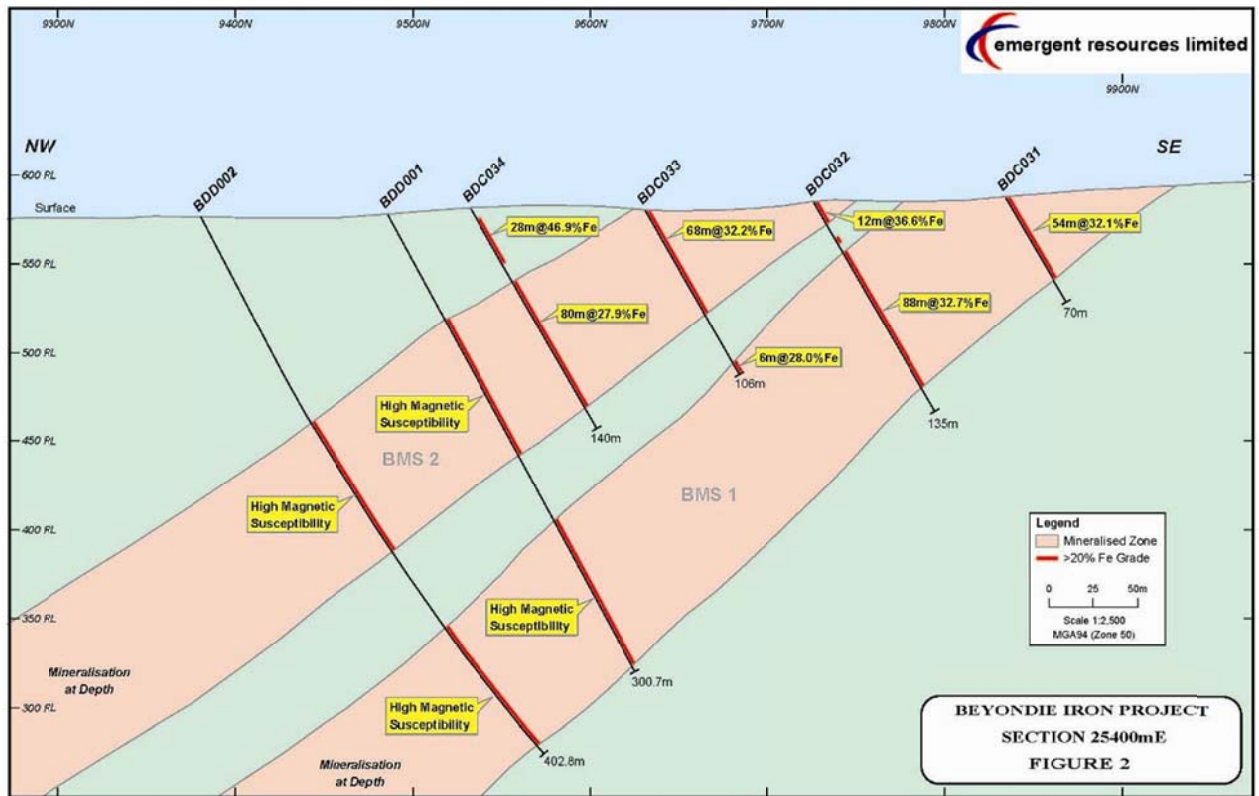 9300N
9400N
9500N
9600N
9700N
9800N
emergent resources limited
9900N
NW
SE
600 RL
Surface
550 RL
500 RL
450 RL
400 RL
350 RL
300 RL
BDD002
BDD001
BDC034
BDC033
BDC032
BDC031
28m@46.9%Fe
68m@32.2%Fe
12m@36.6%Fe
54m@32.1%Fe
80m@27.9%Fe
88m@32.7%Fe
70m
6m@28.0%Fe
106m
135m
High Magnetic
Susceptibility
140m
BMS 2
BMS 1
High Magnetic
Susceptibility
High Magnetic
Susceptibility
300.7m
High Magnetic
Susceptibility
402.8m
Mineralisation
at Depth
Mineralisation
at Depth
Legend
Mineralised Zone
>20% Fe Grade
0 25 50m
Scale 1:2,500
MGA94 (Zone 50)
BEYONDIE IRON PROJECT
SECTION 25400mE
FIGURE 2